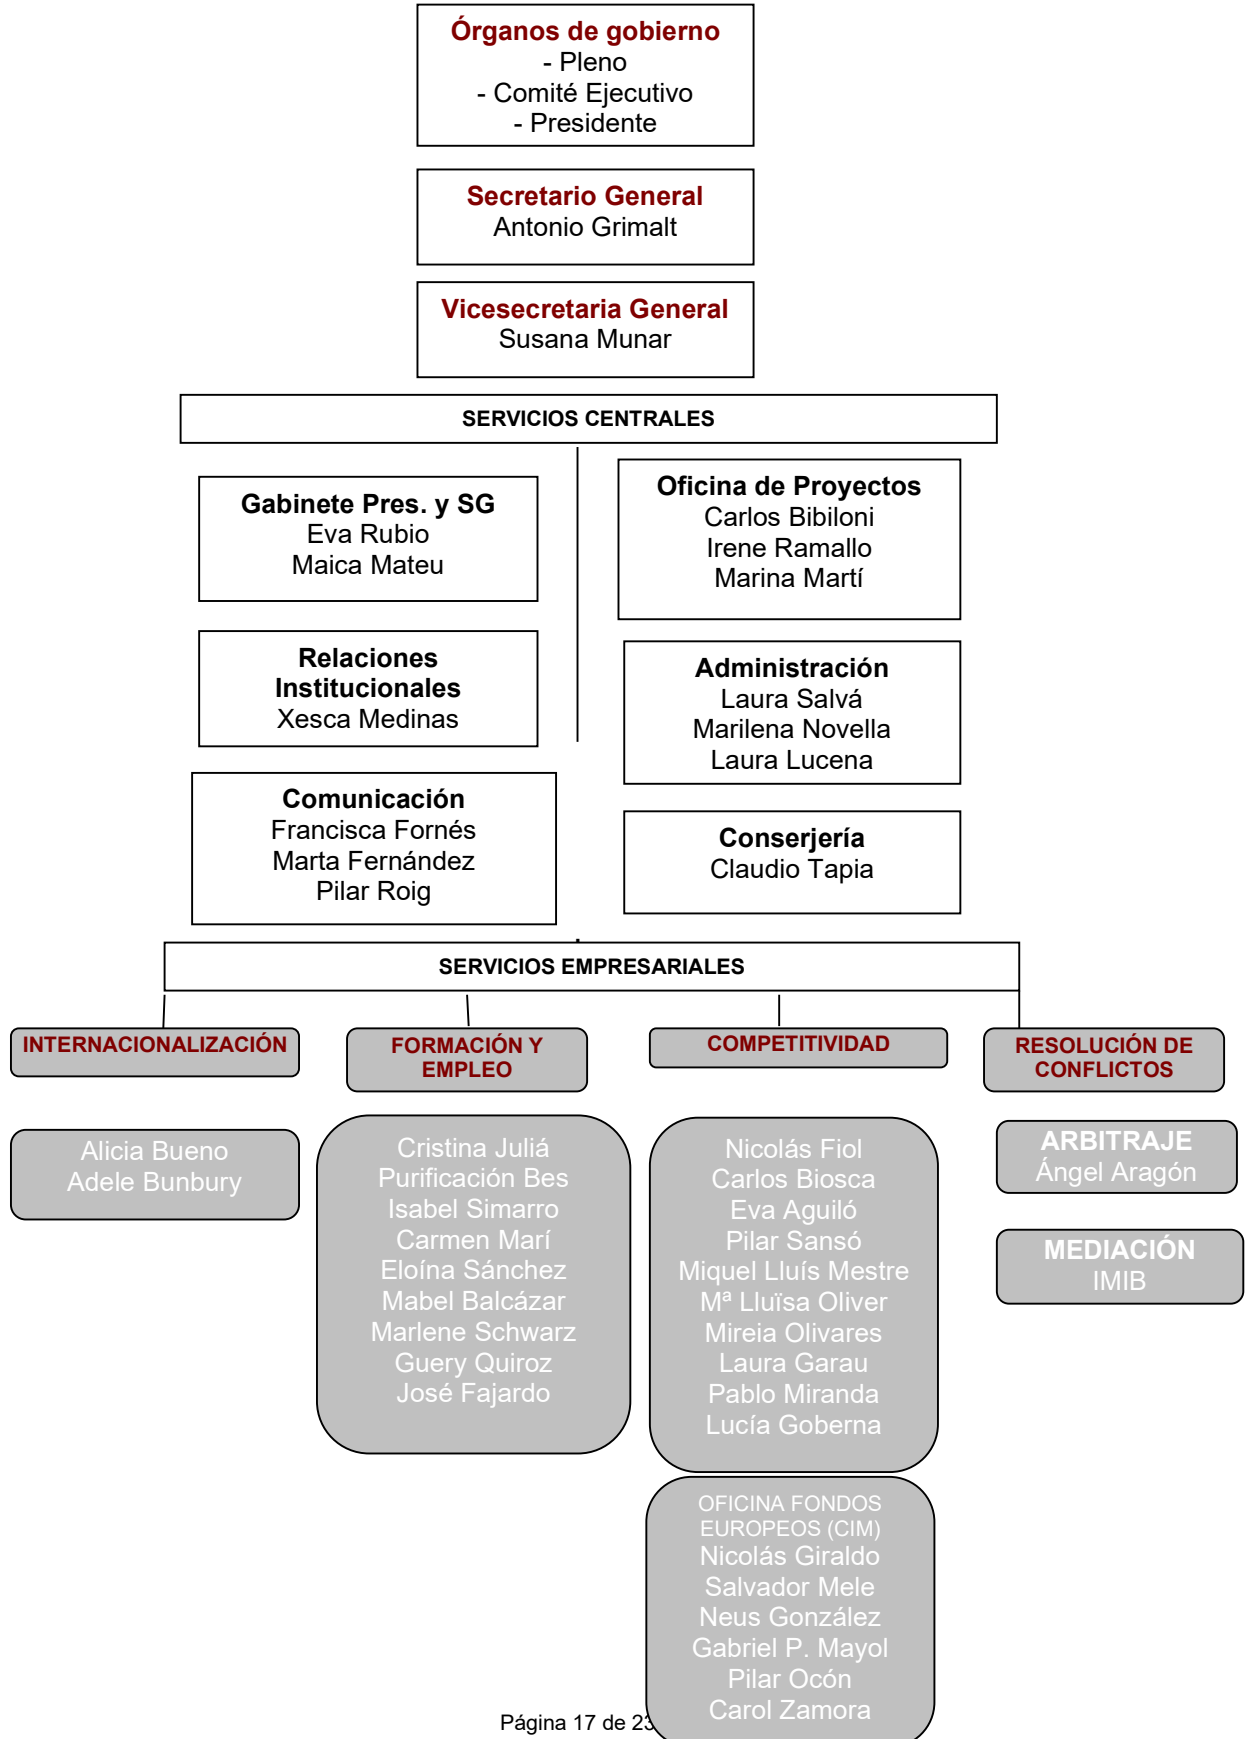 Órganos de gobierno
- Pleno
- Comité Ejecutivo
- Presidente
Secretario General
Antonio Grimalt
Vicesecretaria General
Susana Munar
SERVICIOS CENTRALES
Gabinete Pres. y SG
Eva Rubio
Maica Mateu
Oficina de Proyectos
Carlos Bibiloni
Irene Ramallo
Marina Martí
Relaciones
Institucionales
Xesca Medinas
Administración
Laura Salvá
Marilena Novella
Laura Lucena
Comunicación
Francisca Fornés
Marta Fernández
Pilar Roig
Conserjería
Claudio Tapia
SERVICIOS EMPRESARIALES
INTERNACIONALIZACIÓN
Alicia Bueno
Adele Bunbury
FORMACIÓN Y
EMPLEO
Cristina Juliá
Purificación Bes
Isabel Simarro
Carmen Marí
Eloína Sánchez
Mabel Balcázar
Marlene Schwarz
Guery Quiroz
José Fajardo
COMPETITIVIDAD
Nicolás Fiol
Carlos Biosca
Eva Aguiló
Pilar Sansó
Miquel Lluís Mestre
Mª Lluïsa Oliver
Mireia Olivares
Laura Garau
Pablo Miranda
Lucía Goberna
OFICINA FONDOS
EUROPEOS (CIM)
Nicolás Giraldo
Salvador Mele
Neus González
Gabriel P. Mayol
Pilar Ocón
Carol Zamora
RESOLUCIÓN DE
CONFLICTOS
ARBITRAJE
Ángel Aragón
MEDIACIÓN
IMIB
Página 17 de 23